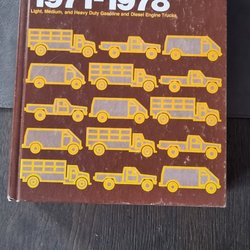 1971-1978
Light, Medium, and Heavy Duty Gasoline and Diesel Engine Trucks.